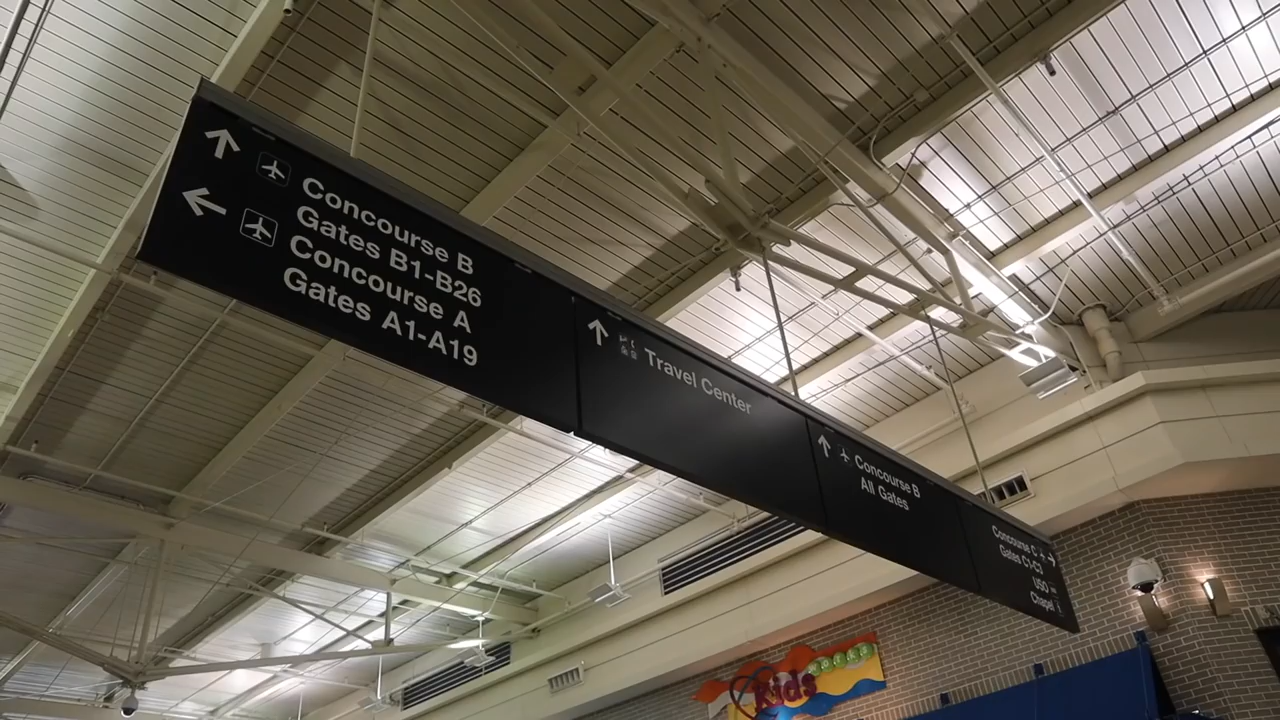 Concourse B
Gates B1-B26
Concourse A
Gates A1-A19
Travel Center
Concourse B
All Gates
Concourse C
Gates C1-C3
USO
Chapel
Kids
WORKS